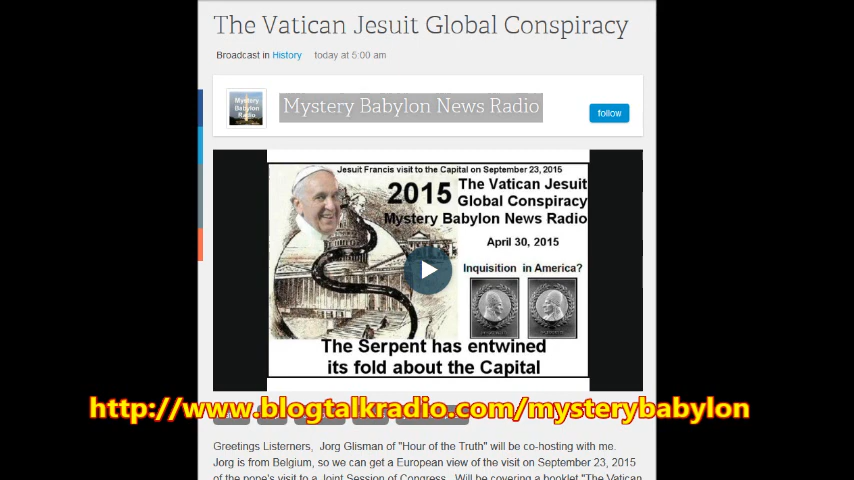 The Vatican Jesuit Global Conspiracy
Broadcast in History today at 5:00 am
Mystery Babylon Radio
Mystery Babylon News Radio
follow
Jesuit Francis visit to the Capital on September 23, 2015
2015
The Vatican Jesuit
Global Conspiracy
Mystery Babylon News Radio
April 30, 2015
Inquisition in America?
The Serpent has entwined
its fold about the Capital
http://www.blogtalkradio.com/mysterybabylon
Greetings Listerners, Jorg Glisman of "Hour of the Truth" will be co-hosting with me.
Jorg is from Belgium, so we can get a European view of the visit on September 23, 2015
of the pope's visit to a Joint Session of Congress. Will be covering a booklet "The Vatican